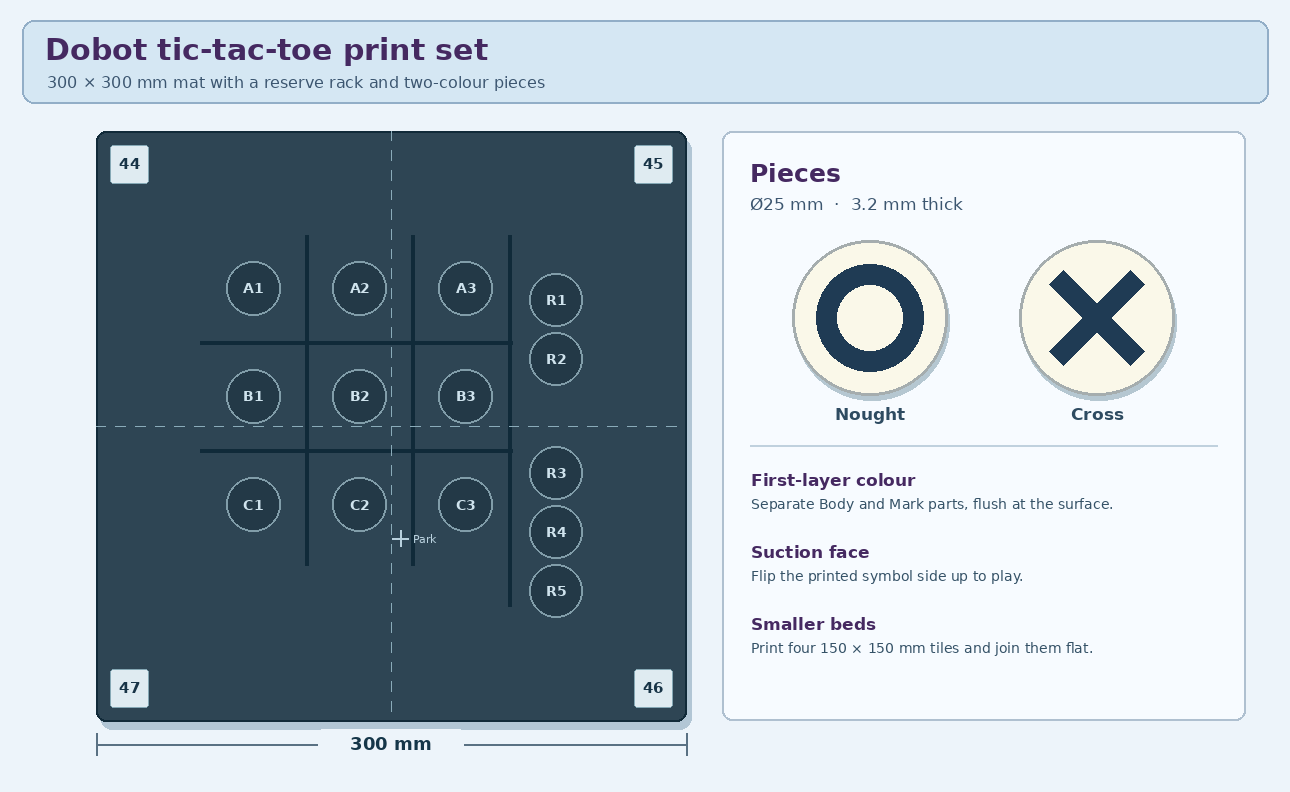 Dobot tic-tac-toe print set
300 × 300 mm mat with a reserve rack and two-colour pieces
44
45
A1
A2
A3
R1
R2
B1
B2
B3
R3
C1
C2
C3
R4
Park
R5
47
46
300 mm
Pieces
Ø25 mm · 3.2 mm thick
Nought
Cross
First-layer colour
Separate Body and Mark parts, flush at the surface.
Suction face
Flip the printed symbol side up to play.
Smaller beds
Print four 150 × 150 mm tiles and join them flat.